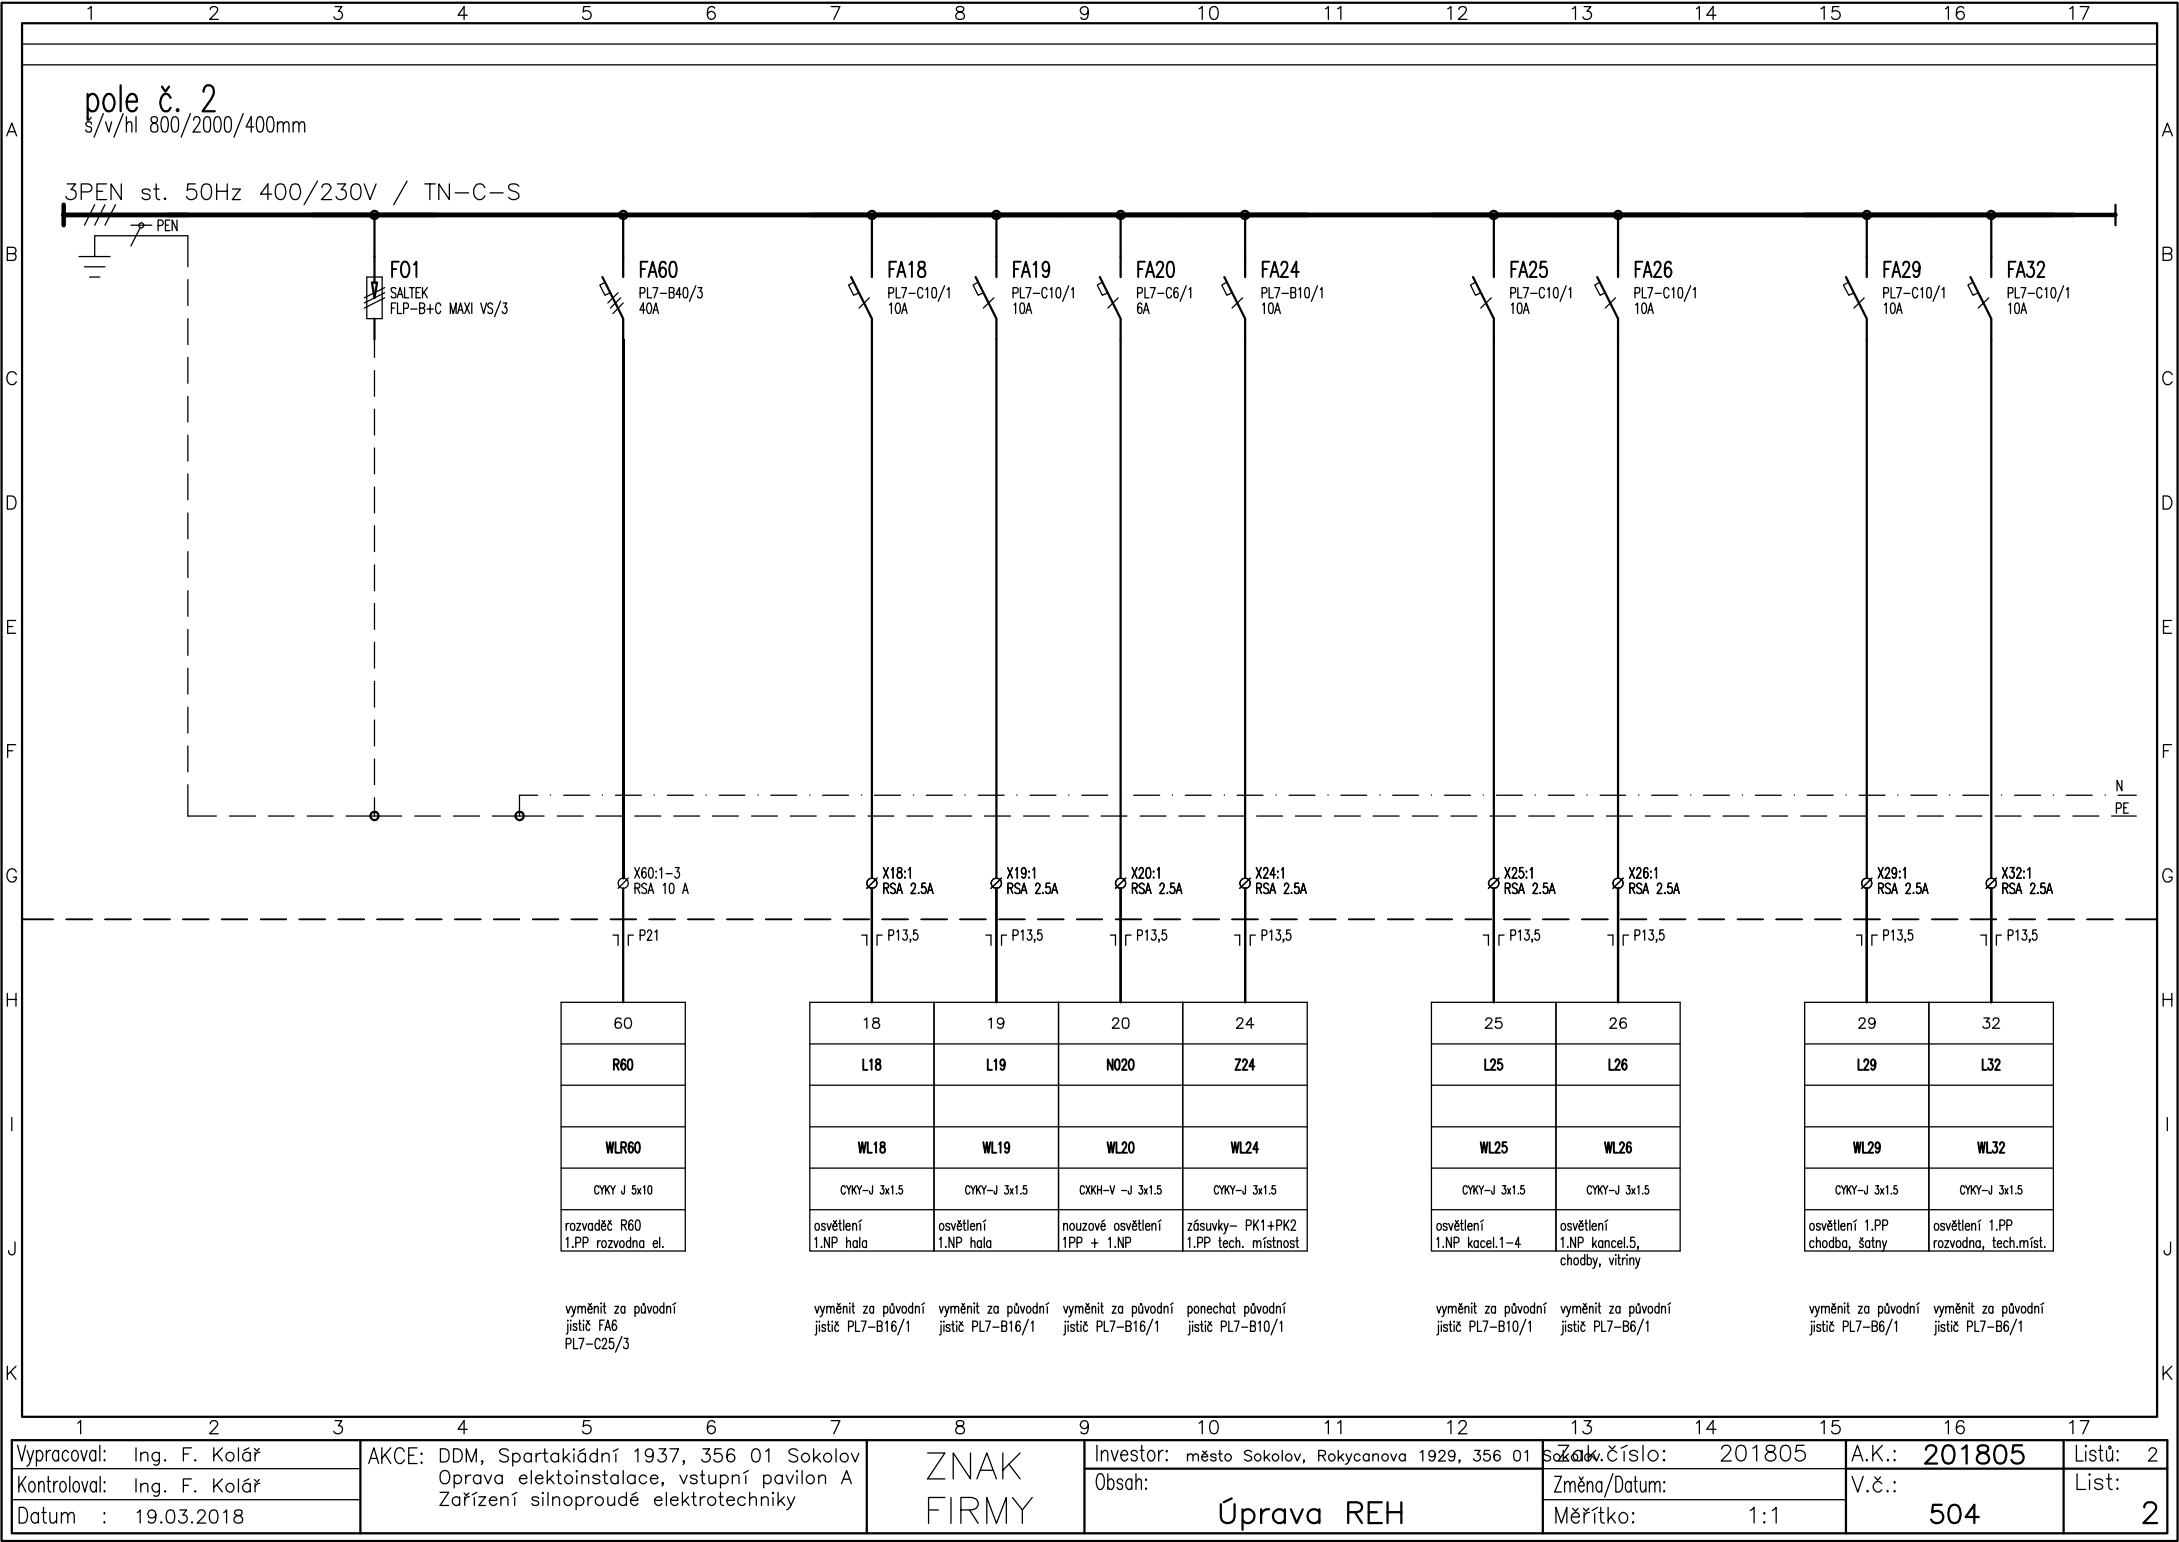 1 2 3 4 5 6 7 8 9 10 11 12 13 14 15 16 17
pole č. 2
š/v/hl 800/2000/400mm
A A
3PEN st. 50Hz 400/230V / TN-C-S
PEN
B B
F01
SALTEK
FLP-B+C MAXI VS/3
FA60
PL7-B40/3
40A
FA18
PL7-C10/1
10A
FA19
PL7-C10/1
10A
FA20
PL7-C6/1
6A
FA24
PL7-B10/1
10A
FA25
PL7-C10/1
10A
FA26
PL7-C10/1
10A
FA29
PL7-C10/1
10A
FA32
PL7-C10/1
10A
C C
D D
E E
F F
N
PE
G G
X60:1-3
RSA 10 A
X18:1
RSA 2.5A
X19:1
RSA 2.5A
X20:1
RSA 2.5A
X24:1
RSA 2.5A
X25:1
RSA 2.5A
X26:1
RSA 2.5A
X29:1
RSA 2.5A
X32:1
RSA 2.5A
P21 P13,5 P13,5 P13,5 P13,5 P13,5 P13,5 P13,5 P13,5
H H
60 18 19 20 24 25 26 29 32
R60 L18 L19 NO20 Z24 L25 L26 L29 L32
I I
WLR60 WL18 WL19 WL20 WL24 WL25 WL26 WL29 WL32
CYKY J 5x10 CYKY-J 3x1.5 CYKY-J 3x1.5 CXKH-V -J 3x1.5 CYKY-J 3x1.5 CYKY-J 3x1.5 CYKY-J 3x1.5 CYKY-J 3x1.5 CYKY-J 3x1.5
J J
rozvaděč R60
1.PP rozvodna el.
osvětlení
1.NP hala
osvětlení
1.NP hala
nouzové osvětlení
1PP + 1.NP
zásuvky- PK1+PK2
1.PP tech. místnost
osvětlení
1.NP kacel.1-4
osvětlení
1.NP kancel.5,
chodby, vitriny
osvětlení 1.PP
chodba, šatny
osvětlení 1.PP
rozvodna, tech.míst.
vyměnit za původní
jistič FA6
PL7-C25/3
vyměnit za původní
jistič PL7-B16/1
vyměnit za původní
jistič PL7-B16/1
vyměnit za původní
jistič PL7-B16/1
ponechat původní
jistič PL7-B10/1
vyměnit za původní
jistič PL7-B10/1
vyměnit za původní
jistič PL7-B6/1
vyměnit za původní
jistič PL7-B6/1
vyměnit za původní
jistič PL7-B6/1
K K
1 2 3 4 5 6 7 8 9 10 11 12 13 14 15 16 17
Vypracoval: Ing. F. Kolář
Kontroloval: Ing. F. Kolář
Datum : 19.03.2018
AKCE: DDM, Spartakiádní 1937, 356 01 Sokolov
Oprava elektoinstalace, vstupní pavilon A
Zařízení silnoproudé elektrotechniky
ZNAK
FIRMY
Investor: město Sokolov, Rokycanova 1929, 356 01 Sokolov
Obsah:
Úprava REH
Zak.číslo: 201805
Změna/Datum:
Měřítko: 1:1
A.K.: 201805
V.č.:
504
Listů: 2
List:
2